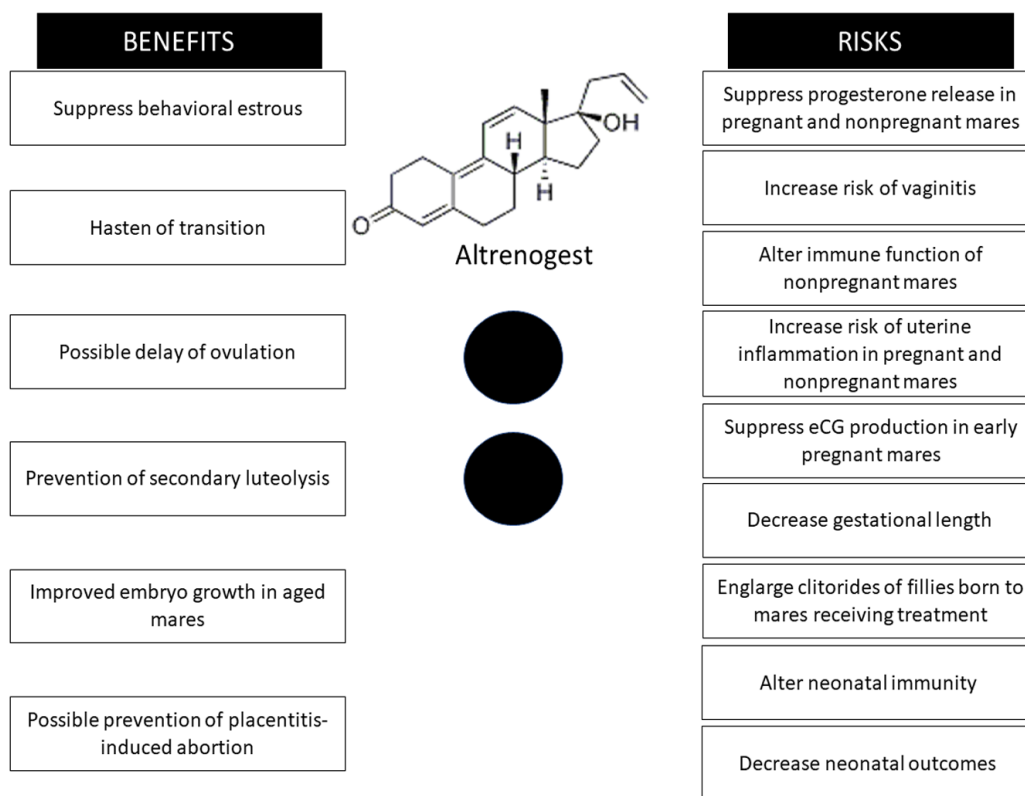 BENEFITS
Suppress behavioral estrous
Hasten of transition
Possible delay of ovulation
Prevention of secondary luteolysis
Improved embryo growth in aged
mares
Possible prevention of placentitis-
induced abortion
H
H
OH
O
Altrenogest
RISKS
Suppress progesterone release in
pregnant and nonpregnant mares
Increase risk of vaginitis
Alter immune function of
nonpregnant mares
Increase risk of uterine
inflammation in pregnant and
nonpregnant mares
Suppress eCG production in early
pregnant mares
Decrease gestational length
Englarge clitorides of fillies born to
mares receiving treatment
Alter neonatal immunity
Decrease neonatal outcomes